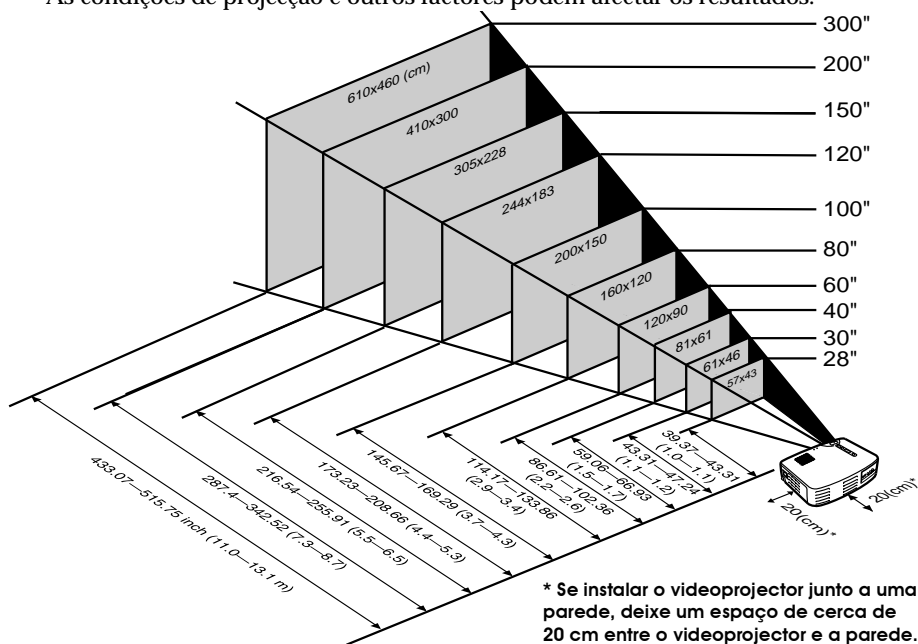 As condições de projecção e outros factores podem afectar os resultados.
300"
200"
150"
120"
100"
80"
60"
40"
30"
28"
610x460 (cm)
410x300
305x228
244x183
200x150
160x120
120x90
81x61
61x46
57x43
433.07—515.75 inch (11.0—13.1 m)
287.4—342.52 (7.3—8.7)
216.54—255.91 (5.5—6.5)
173.23—208.66 (4.4—5.3)
145.67—169.29 (3.7—4.3)
114.17—133.86
(2.9—3.4)
86.61—102.36
(2.2—2.6)
59.06—66.93
(1.5—1.7)
43.31—47.24
(1.1—1.2)
39.37—43.31
(1.0—1.1)
20(cm)*
20(cm)*
* Se instalar o videoprojector junto a uma
parede, deixe um espaço de cerca de
20 cm entre o videoprojector e a parede.